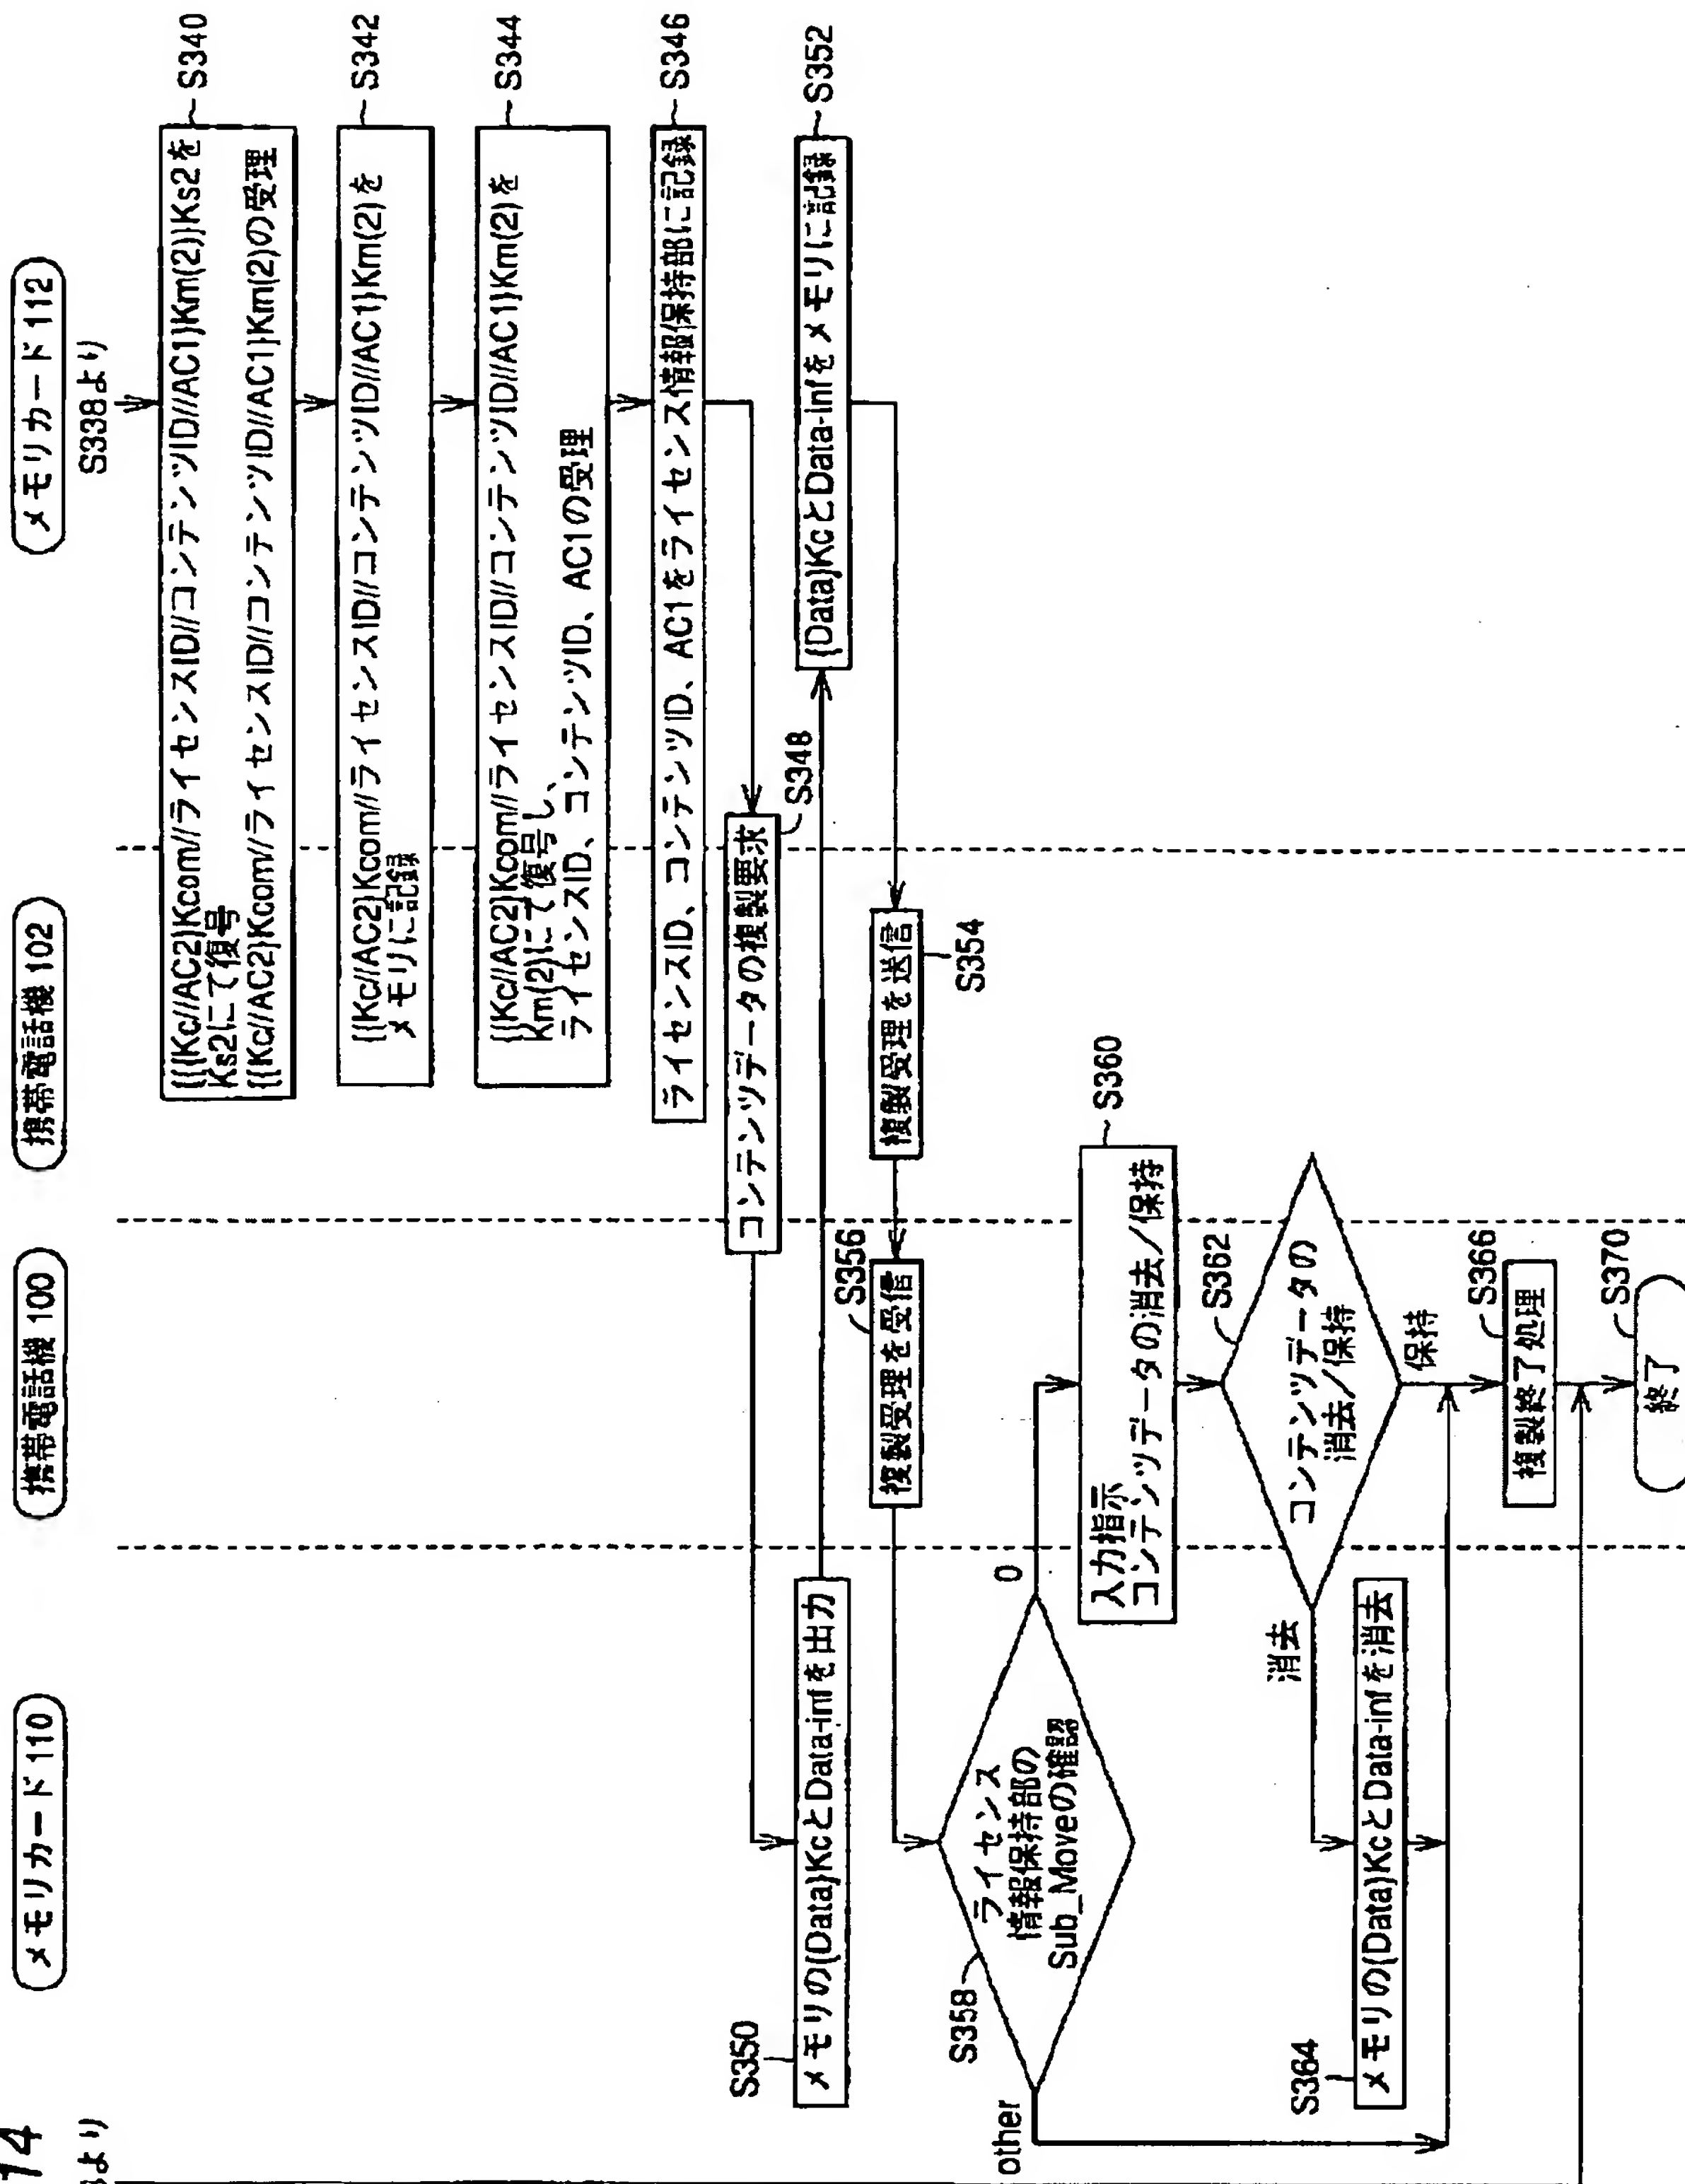 14
より
メモリカード 110
携帯電話機 100
携帯電話機 102
メモリカード 112
S338より
{{{Kc//AC2}Kcom//ライセンスID//コンテンツID//AC1}Km(2)}Ks2を
Ks2にて復号
{{Kc//AC2}Kcom//ライセンスID//コンテンツID//AC1}Km(2)の受理
S340
{{Kc//AC2}Kcom//ライセンスID//コンテンツID//AC1}Km(2)を
メモリに記録
S342
{{Kc//AC2}Kcom//ライセンスID//コンテンツID//AC1}Km(2)を
Km(2)にて復号し、
ライセンスID、コンテンツID、AC1の受理
S344
ライセンスID、コンテンツID、AC1をライセンス情報保持部に記録
S346
コンテンツデータの複製要求
S348
S350
メモリの{Data}KcとData-infを出力
{Data}KcとData-infをメモリに記録
S352
複製受理を送信
S354
複製受理を受信
S356
S358
ライセンス
情報保持部の
Sub_Moveの確認
0
other
入力指示
コンテンツデータの消去/保持
S360
コンテンツデータの
消去/保持
S362
消去
保持
S364
メモリの{Data}KcとData-infを消去
複製終了処理
S366
終了
S370